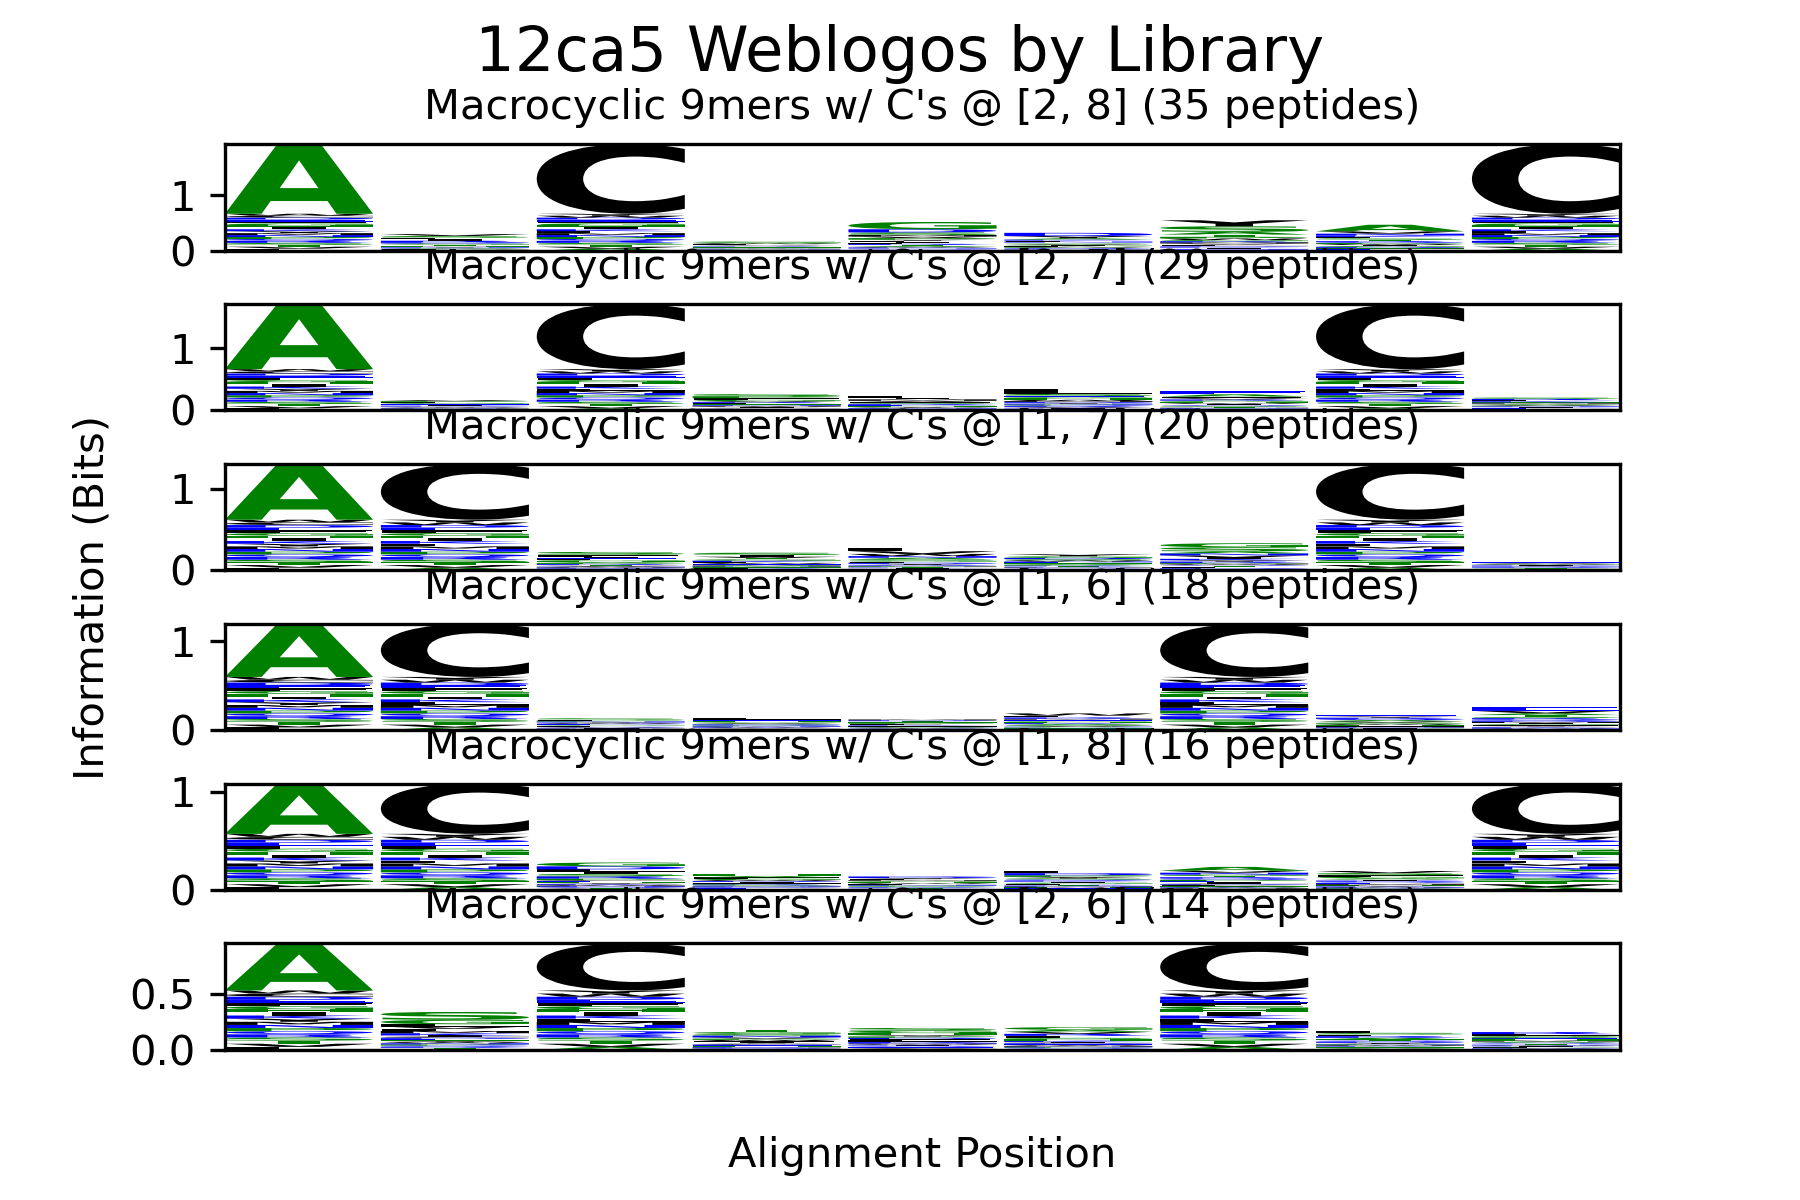 12ca5 Weblogos by Library
Macrocyclic 9mers w/ C's @ [2, 8] (35 peptides)
1
A C C
0
Macrocyclic 9mers w/ C's @ [2, 7] (29 peptides)
1
A C C
0
Macrocyclic 9mers w/ C's @ [1, 7] (20 peptides)
1
A C C
0
Macrocyclic 9mers w/ C's @ [1, 6] (18 peptides)
1
A C C
0
Macrocyclic 9mers w/ C's @ [1, 8] (16 peptides)
1
A C C
0
Macrocyclic 9mers w/ C's @ [2, 6] (14 peptides)
A C C
0.5
0.0
Information (Bits)
Alignment Position